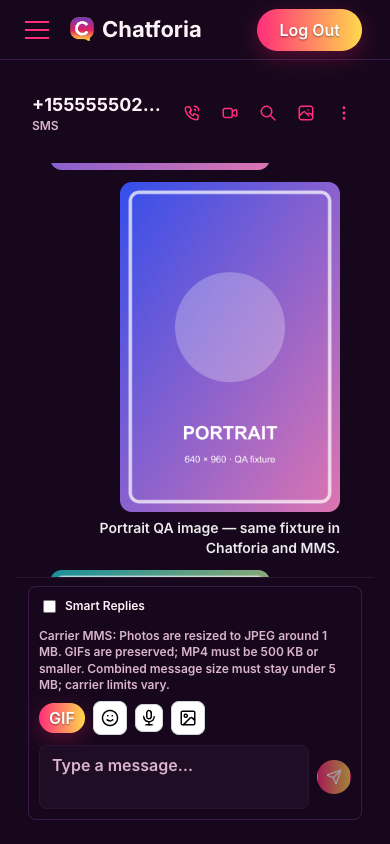 Chatforia
Log Out
+155555502...
SMS
PORTRAIT
640 × 960 · QA fixture
Portrait QA image — same fixture in
Chatforia and MMS.
Smart Replies
Carrier MMS: Photos are resized to JPEG around 1
MB. GIFs are preserved; MP4 must be 500 KB or
smaller. Combined message size must stay under 5
MB; carrier limits vary.
GIF
Type a message...